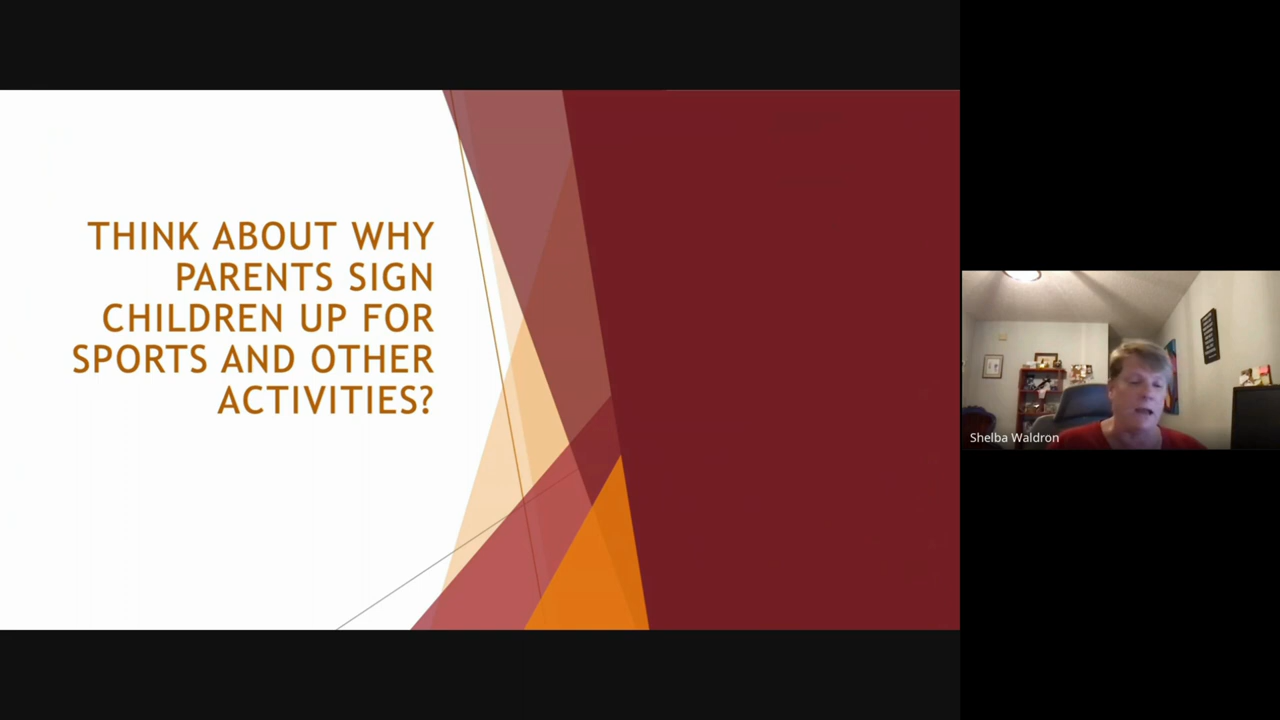 THINK ABOUT WHY
PARENTS SIGN
CHILDREN UP FOR
SPORTS AND OTHER
ACTIVITIES?
Shelba Waldron